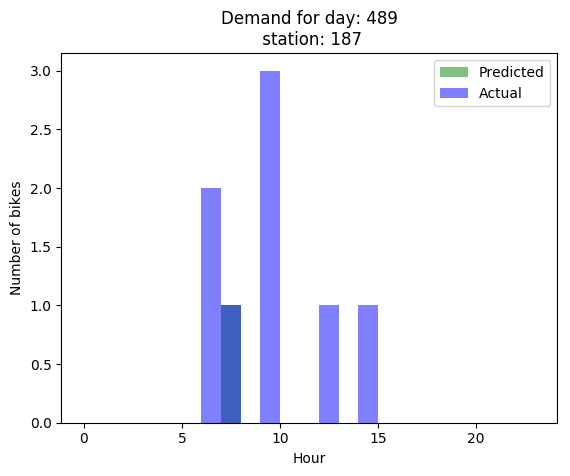 Demand for day: 489
station: 187
Predicted
Actual
3.0
2.5
2.0
1.5
1.0
0.5
0.0
Number of bikes
0 5 10 15 20
Hour